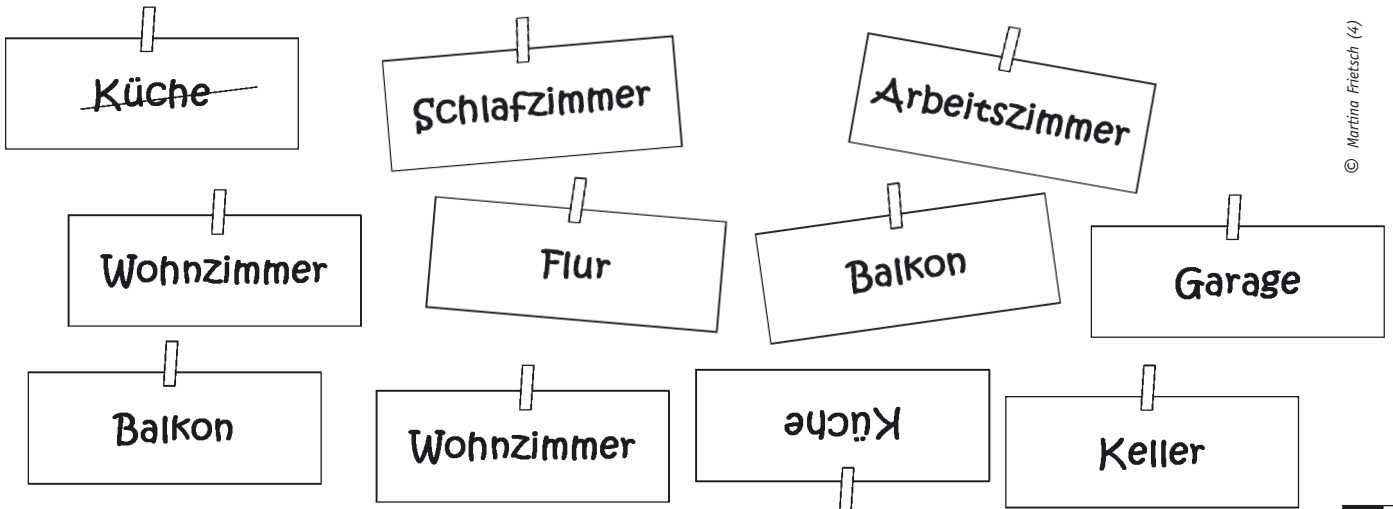 Küche
Schlafzimmer
Arbeitszimmer
© Martina Frietsch (4)
Wohnzimmer
Flur
Balkon
Garage
Balkon
Wohnzimmer
Küche
Keller